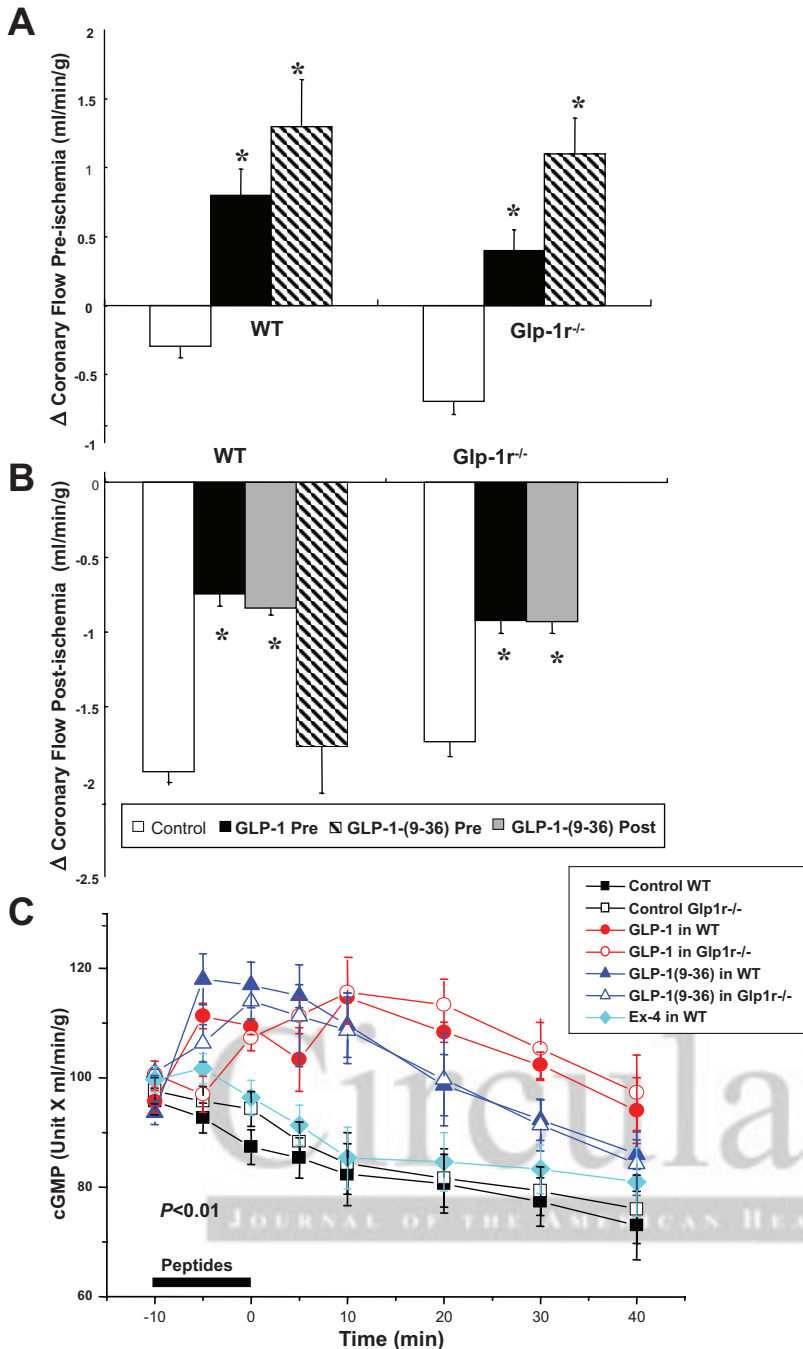 A
Δ Coronary Flow Pre-ischemia (ml/min/g)
2
1.5
1
0.5
0
-0.5
-1
*
*
*
*
WT
Glp-1r-/-
B
WT
Glp-1r-/-
Δ Coronary Flow Post-ischemia (ml/min/g)
0
-0.5
-1
-1.5
-2
-2.5
*
*
*
*
Control
GLP-1 Pre
GLP-1-(9-36) Pre
GLP-1-(9-36) Post
C
Control WT
Control Glp1r-/-
GLP-1 in WT
GLP-1 in Glp1r-/-
GLP-1(9-36) in WT
GLP-1(9-36) in Glp1r-/-
Ex-4 in WT
cGMP (Unit X ml/min/g)
120
100
80
60
Circula
JOURNAL OF THE AMERICAN HEA
P<0.01
Peptides
-10
0
10
20
30
40
Time (min)